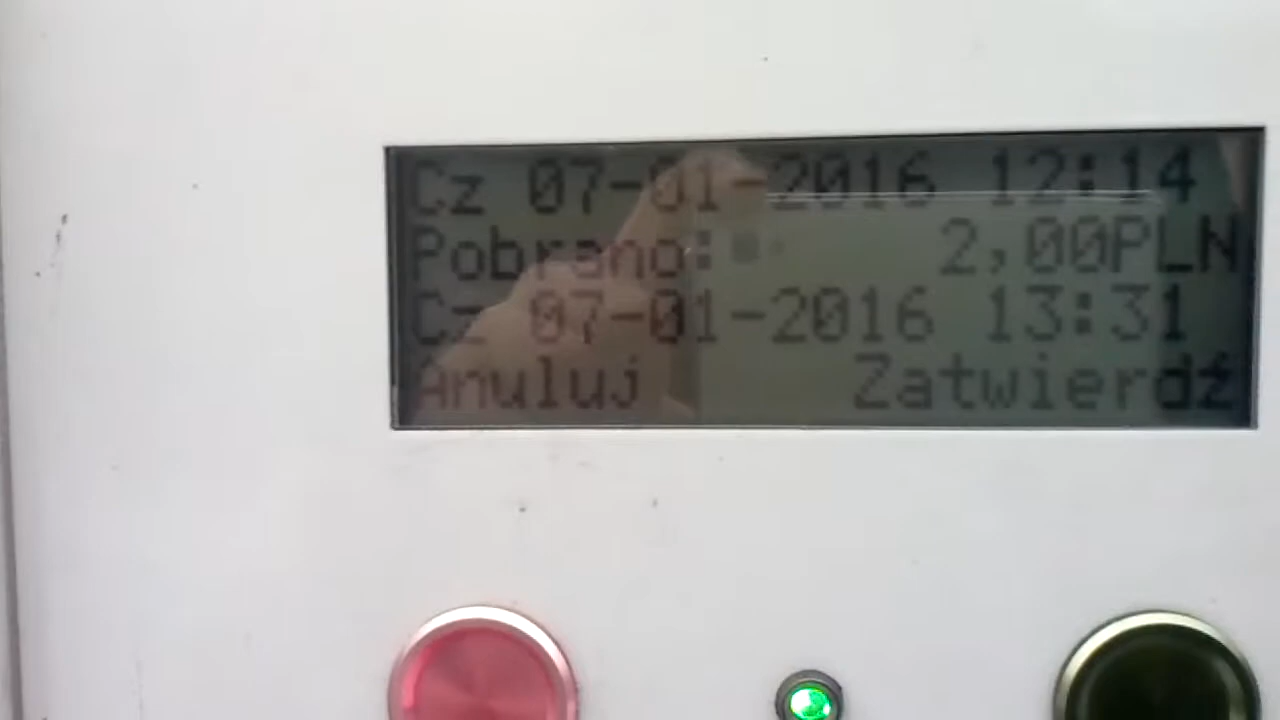 Cz 07-01-2016 12:14
Pobrano: 2,00PLN
Cz 07-01-2016 13:31
Anuluj Zatwierdź